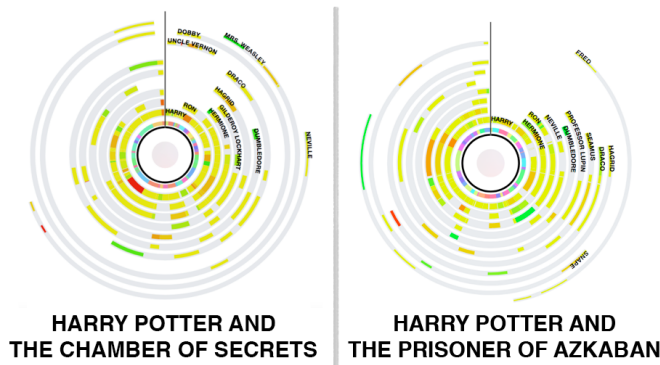 DOBBY
UNCLE VERNON
MRS. WEASLEY
DRACO
HAGRID
RON
GILDEROY LOCKHART
HARRY
HERMIONE
DUMBLEDORE
NEVILLE
HARRY POTTER AND
THE CHAMBER OF SECRETS
FRED
HARRY
RON
HERMIONE
NEVILLE
PROFESSOR LUPIN
DUMBLEDORE
SEAMUS
DRACO
HAGRID
SNAPE
HARRY POTTER AND
THE PRISONER OF AZKABAN